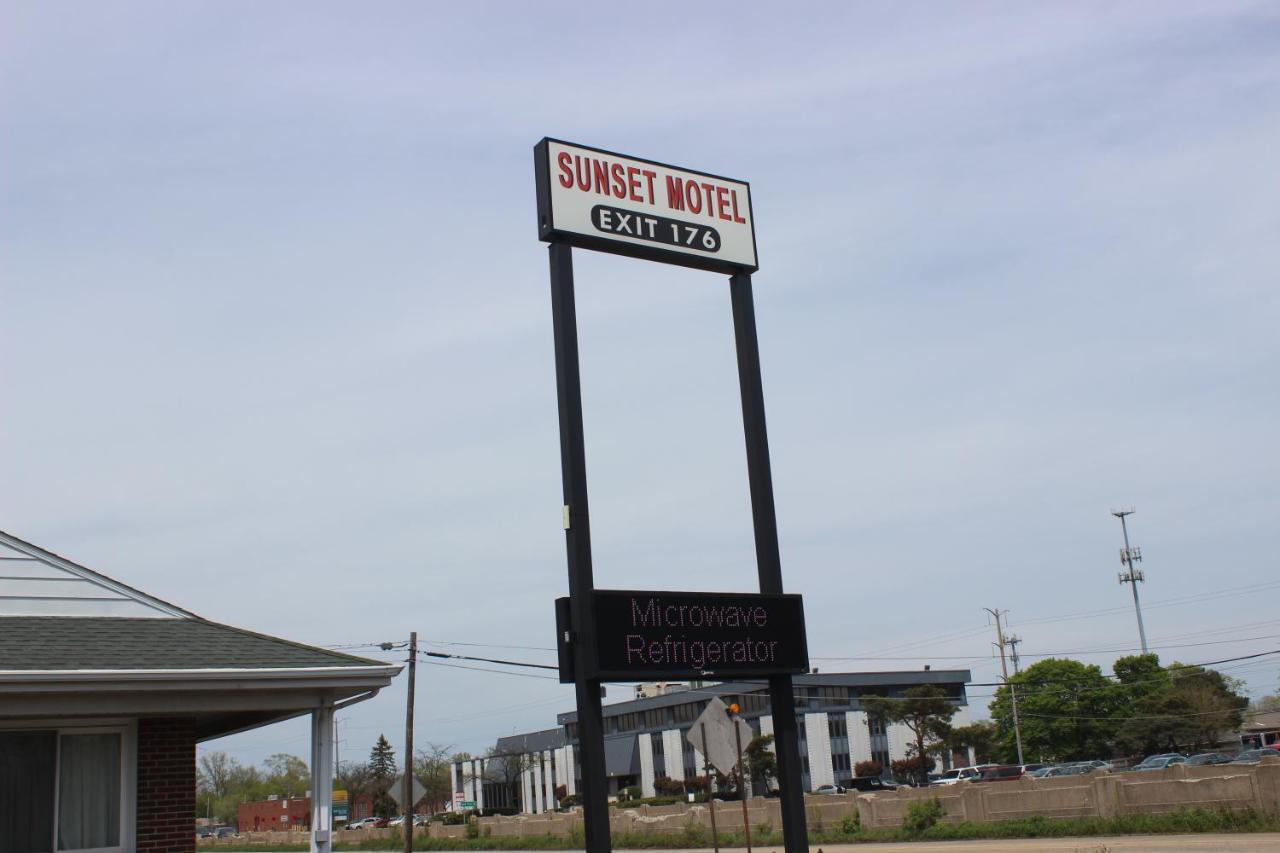 SUNSET MOTEL
EXIT 176
Microwave
Refrigerator